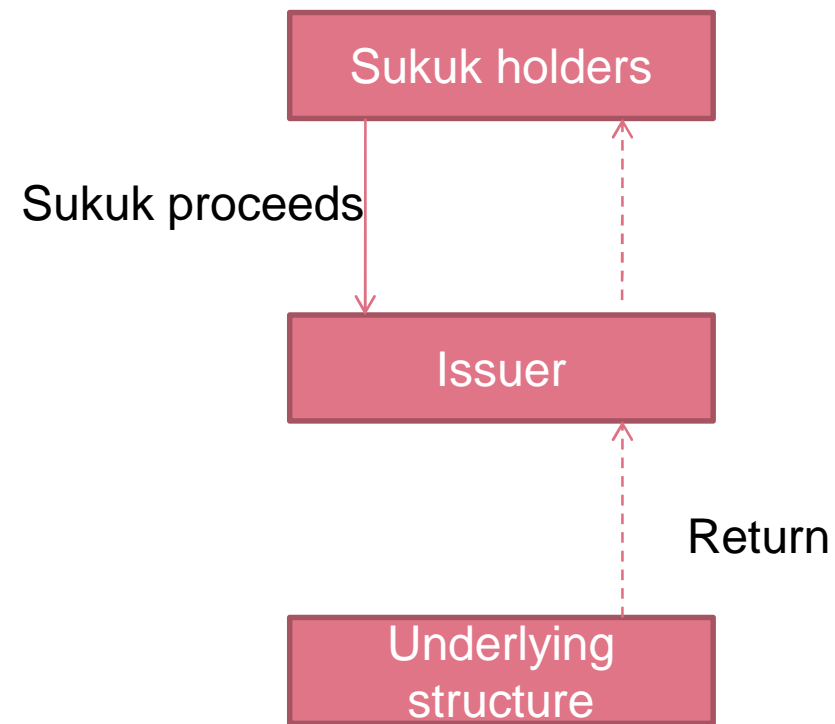 Sukuk holders
Sukuk proceeds
Issuer
Return
Underlying
structure